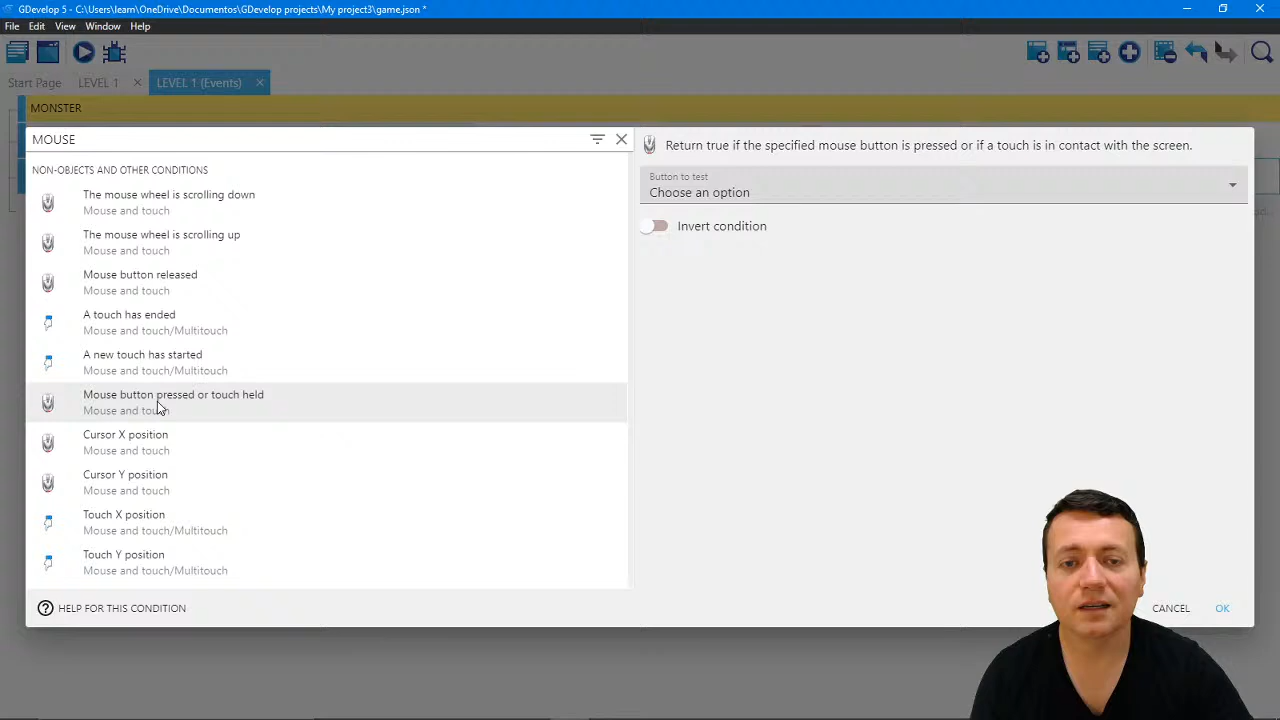 GDevelop 5 - C:\Users\learn\OneDrive\Documentos\GDevelop projects\My project3\game.json *
File Edit View Window Help
Start Page LEVEL 1 LEVEL 1 (Events)
MONSTER
MOUSE
NON-OBJECTS AND OTHER CONDITIONS
The mouse wheel is scrolling down
Mouse and touch
The mouse wheel is scrolling up
Mouse and touch
Mouse button released
Mouse and touch
A touch has ended
Mouse and touch/Multitouch
A new touch has started
Mouse and touch/Multitouch
Mouse button pressed or touch held
Mouse and touch
Cursor X position
Mouse and touch
Cursor Y position
Mouse and touch
Touch X position
Mouse and touch/Multitouch
Touch Y position
Mouse and touch/Multitouch
HELP FOR THIS CONDITION
Return true if the specified mouse button is pressed or if a touch is in contact with the screen.
Button to test
Choose an option
Invert condition
CANCEL OK